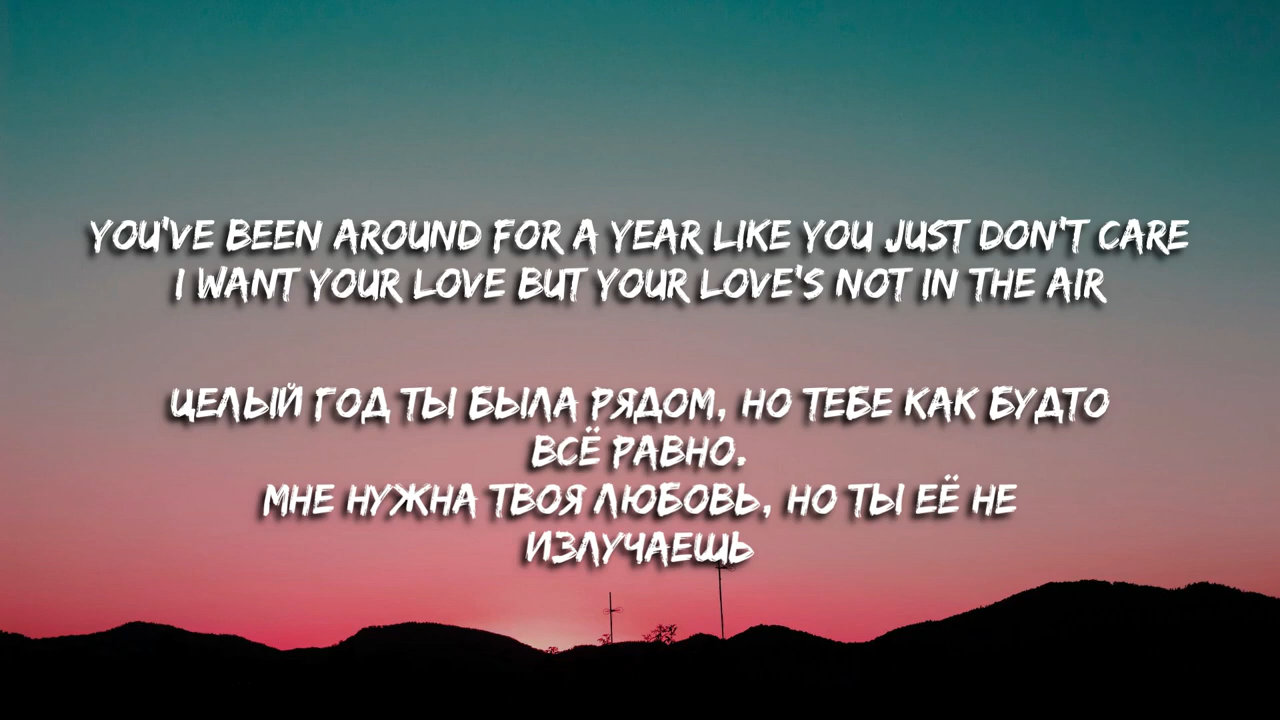 YOU'VE BEEN AROUND FOR A YEAR LIKE YOU JUST DON'T CARE
I WANT YOUR LOVE BUT YOUR LOVE'S NOT IN THE AIR
ЦЕЛЫЙ ГОД ТЫ БЫЛА РЯДОМ, НО ТЕБЕ КАК БУДТО
ВСЁ РАВНО.
МНЕ НУЖНА ТВОЯ ЛЮБОВЬ, НО ТЫ ЕЁ НЕ
ИЗЛУЧАЕШЬ